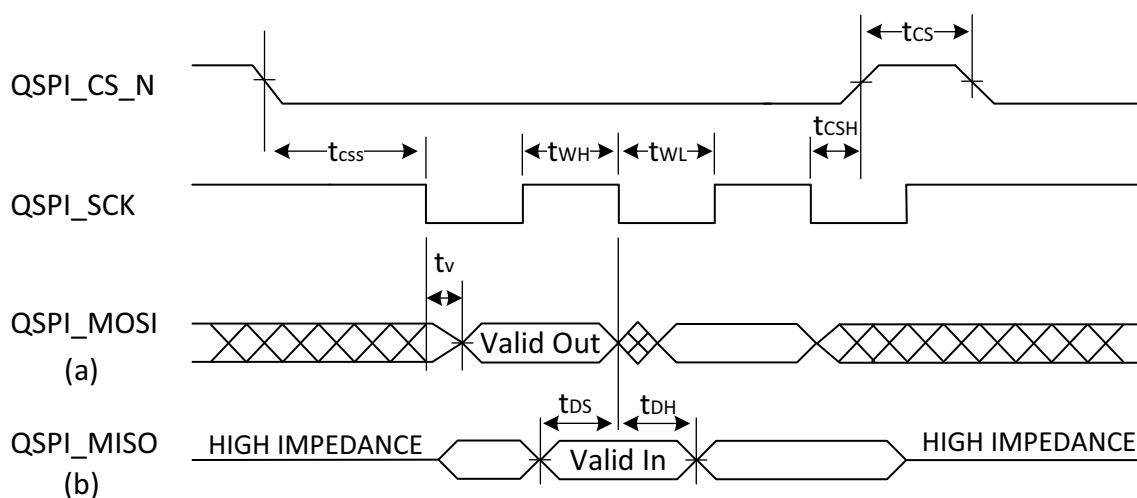 tCS
QSPI_CS_N
tCSH
tCSS
tWH
tWL
QSPI_SCK
tV
QSPI_MOSI
(a)
Valid Out
tDS
tDH
QSPI_MISO
(b)
HIGH IMPEDANCE
Valid In
HIGH IMPEDANCE